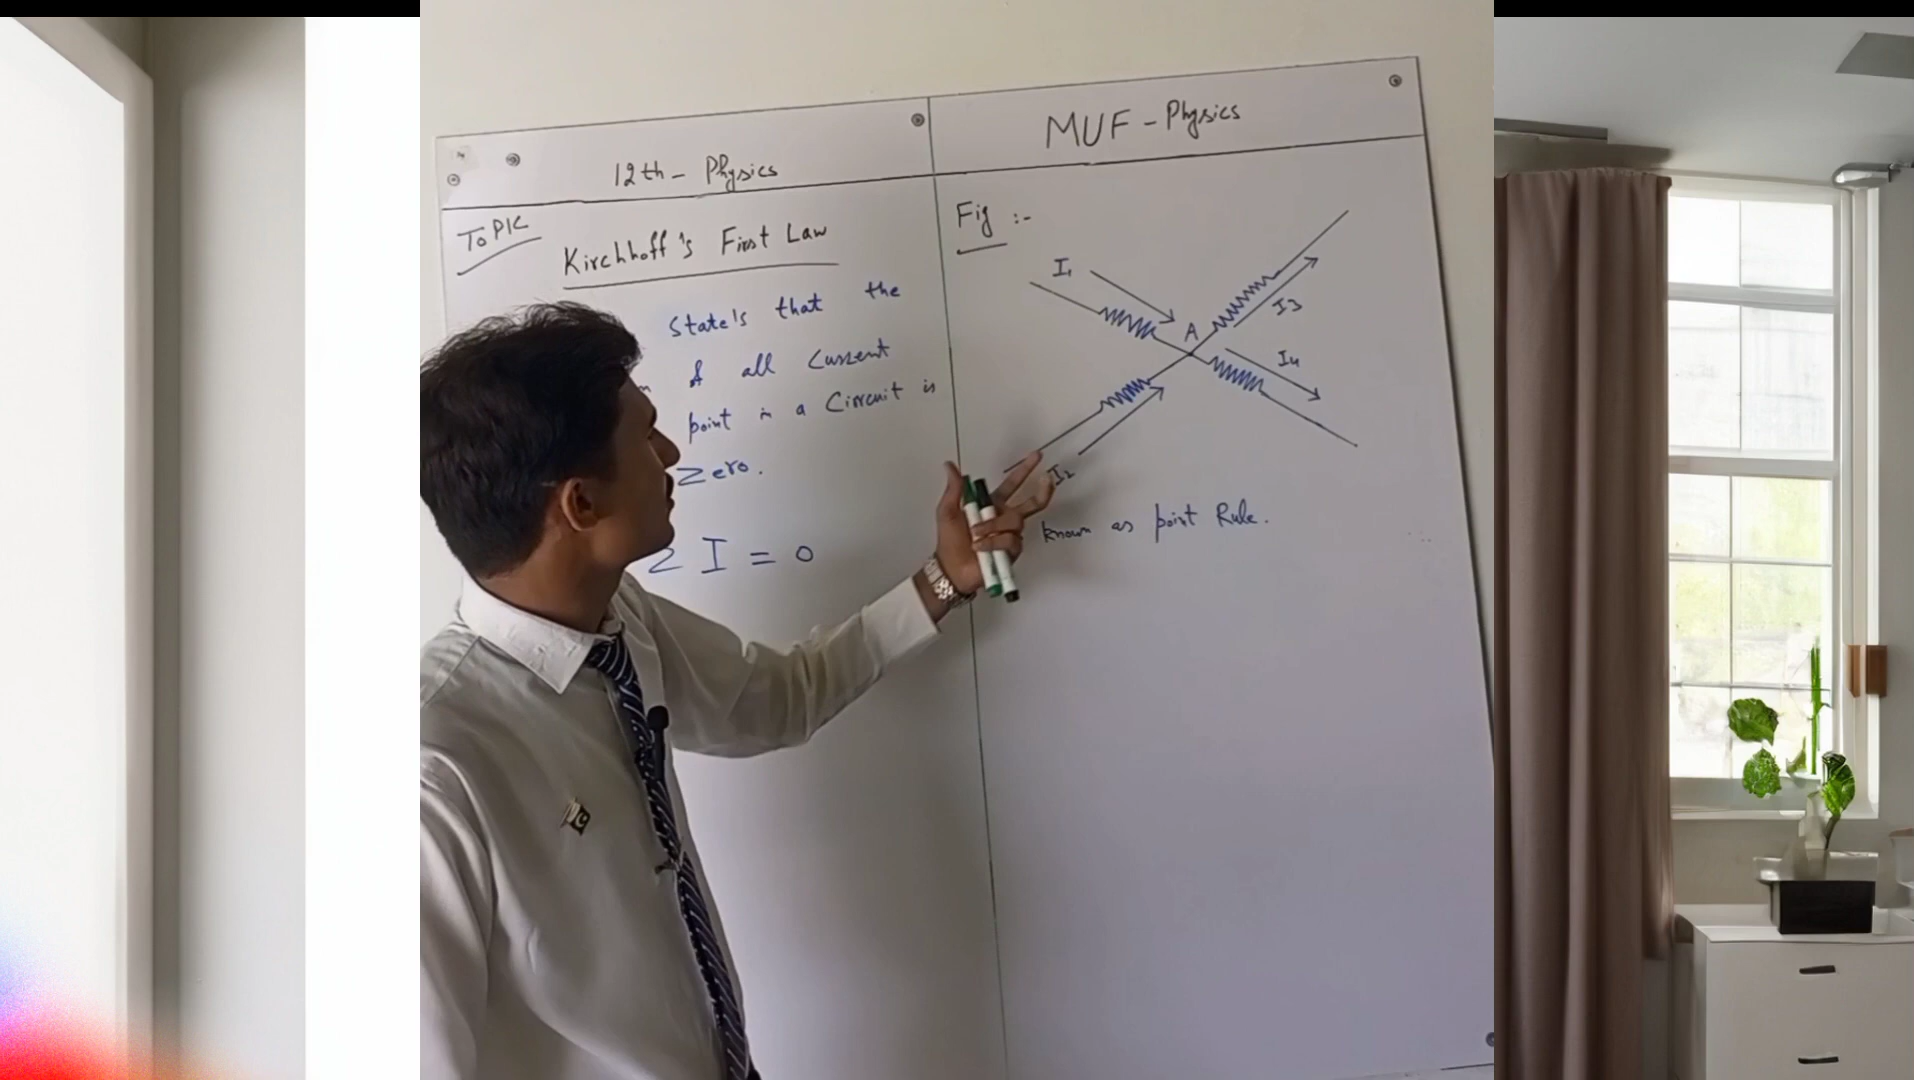 12th - Physics
MUF - Physics
TOPIC
Kirchhoff's First Law
State's that the
all Current
point in a Circuit is
Zero.
Σ I = 0
Fig :-
I₁
I₃
A
I₄
I₂
known as point Rule.